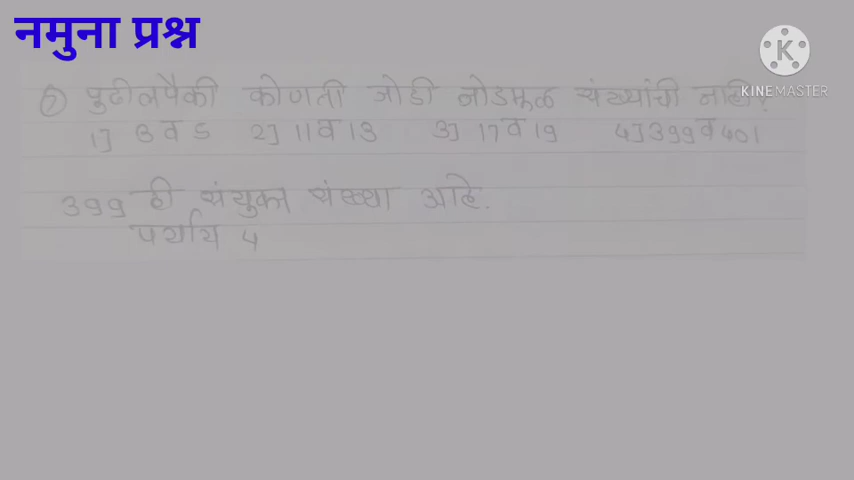 नमुना प्रश्न
K
KINEMASTER
७) पुढीलपैकी कोणती जोडी जोडमूळ संख्यांची नाही?
1] 3 व 5 2] 11 व 13 3] 17 व 19 4] 399 व 401
399 ही संयुक्त संख्या आहे.
पर्याय 4